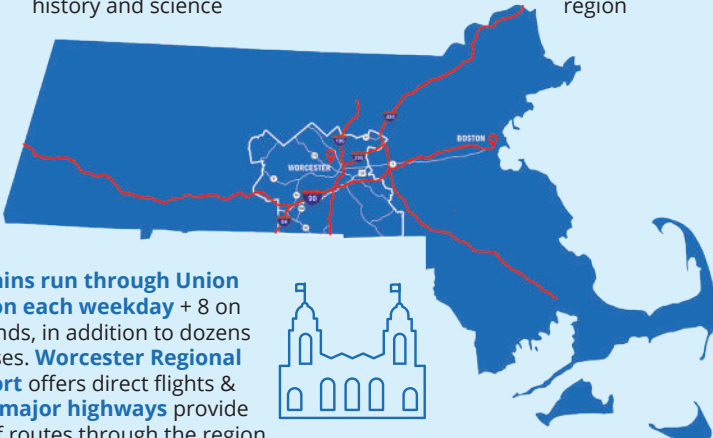 history and science
region
BOSTON
WORCESTER
495
190
290
90
84
ains run through Union
on each weekday + 8 on
nds, in addition to dozens
ses. Worcester Regional
ort offers direct flights &
major highways provide
f routes through the region